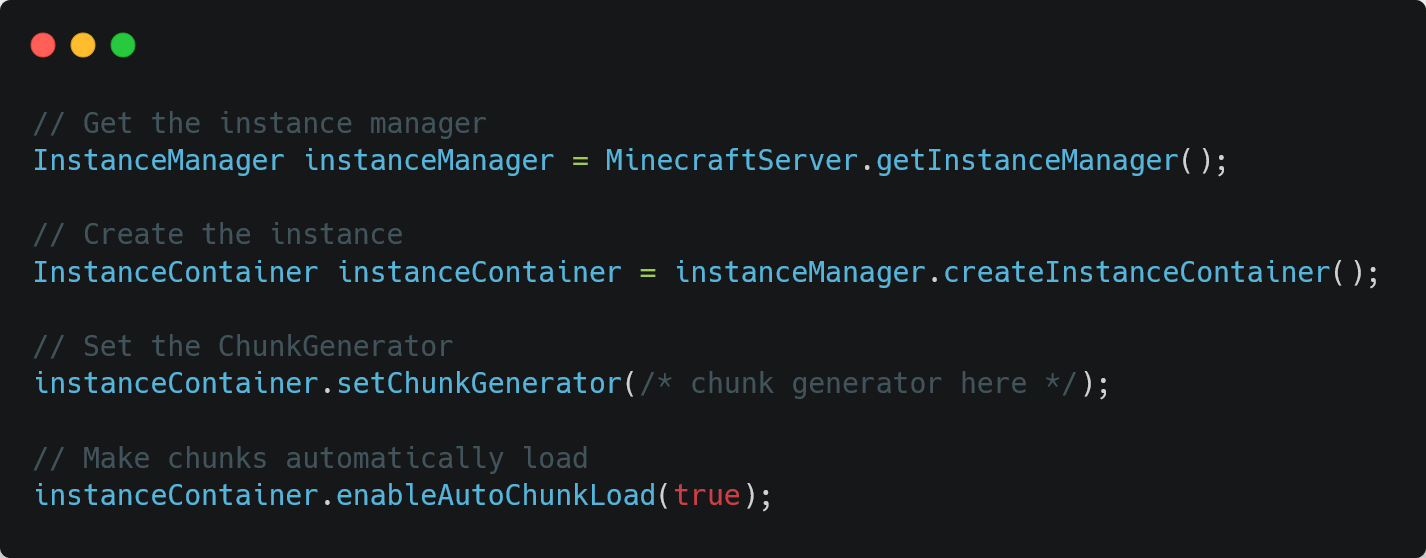 // Get the instance manager
InstanceManager instanceManager = MinecraftServer.getInstanceManager();
// Create the instance
InstanceContainer instanceContainer = instanceManager.createInstanceContainer();
// Set the ChunkGenerator
instanceContainer.setChunkGenerator(/* chunk generator here */);
// Make chunks automatically load
instanceContainer.enableAutoChunkLoad(true);